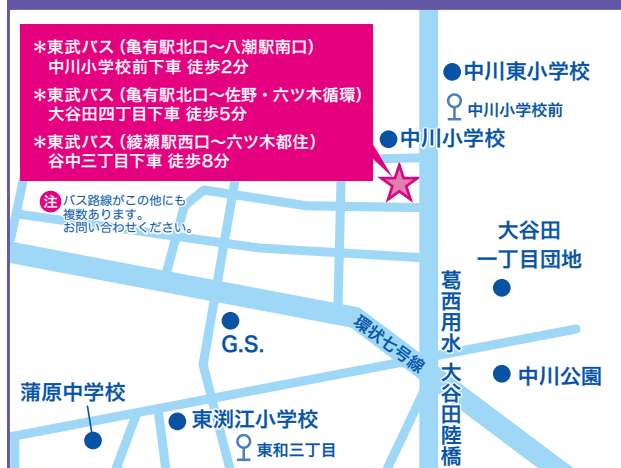 ＊東武バス（亀有駅北口〜八潮駅南口）
中川小学校前下車 徒歩2分
＊東武バス（亀有駅北口〜佐野・六ツ木循環）
大谷田四丁目下車 徒歩5分
＊東武バス（綾瀬駅西口〜六ツ木都住）
谷中三丁目下車 徒歩8分
注 バス路線がこの他にも
複数あります。
お問い合わせください。
中川東小学校
中川小学校前
中川小学校
大谷田
一丁目団地
葛西用水
環状七号線
G.S.
大谷田陸橋
中川公園
蒲原中学校
東渕江小学校
東和三丁目